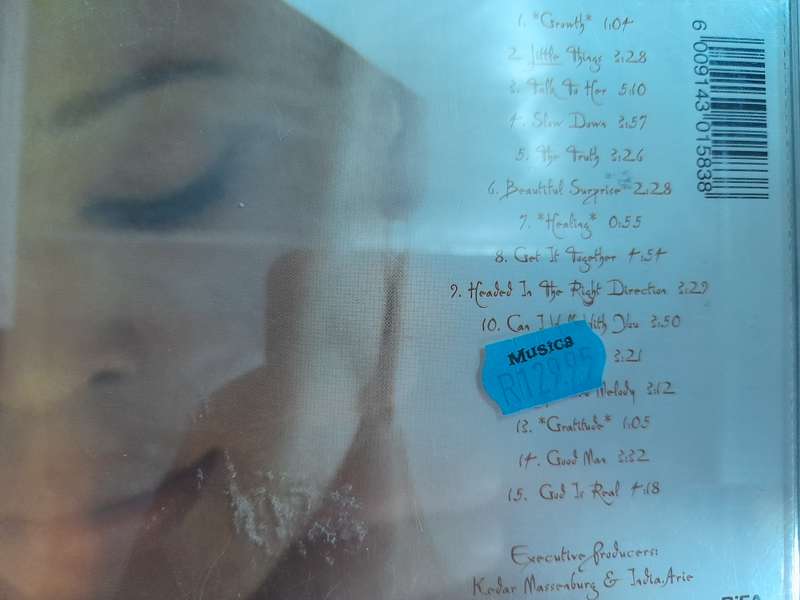 1. *Growth* 1:04
2. Little Things 3:28
3. Talk To Her 5:10
4. Slow Down 3:57
5. The Truth 3:26
6. Beautiful Surprise 2:28
7. *Healing* 0:55
8. Get It Together 4:54
9. Headed In The Right Direction 3:29
10. Can I With You 3:50
3:21
Melody 3:12
13. *Gratitude* 1:05
14. Good Man 3:32
15. God Is Real 4:18
Musica
R129.95
Executive Producers:
Kedar Massenburg & India.Arie
6 009143 015838